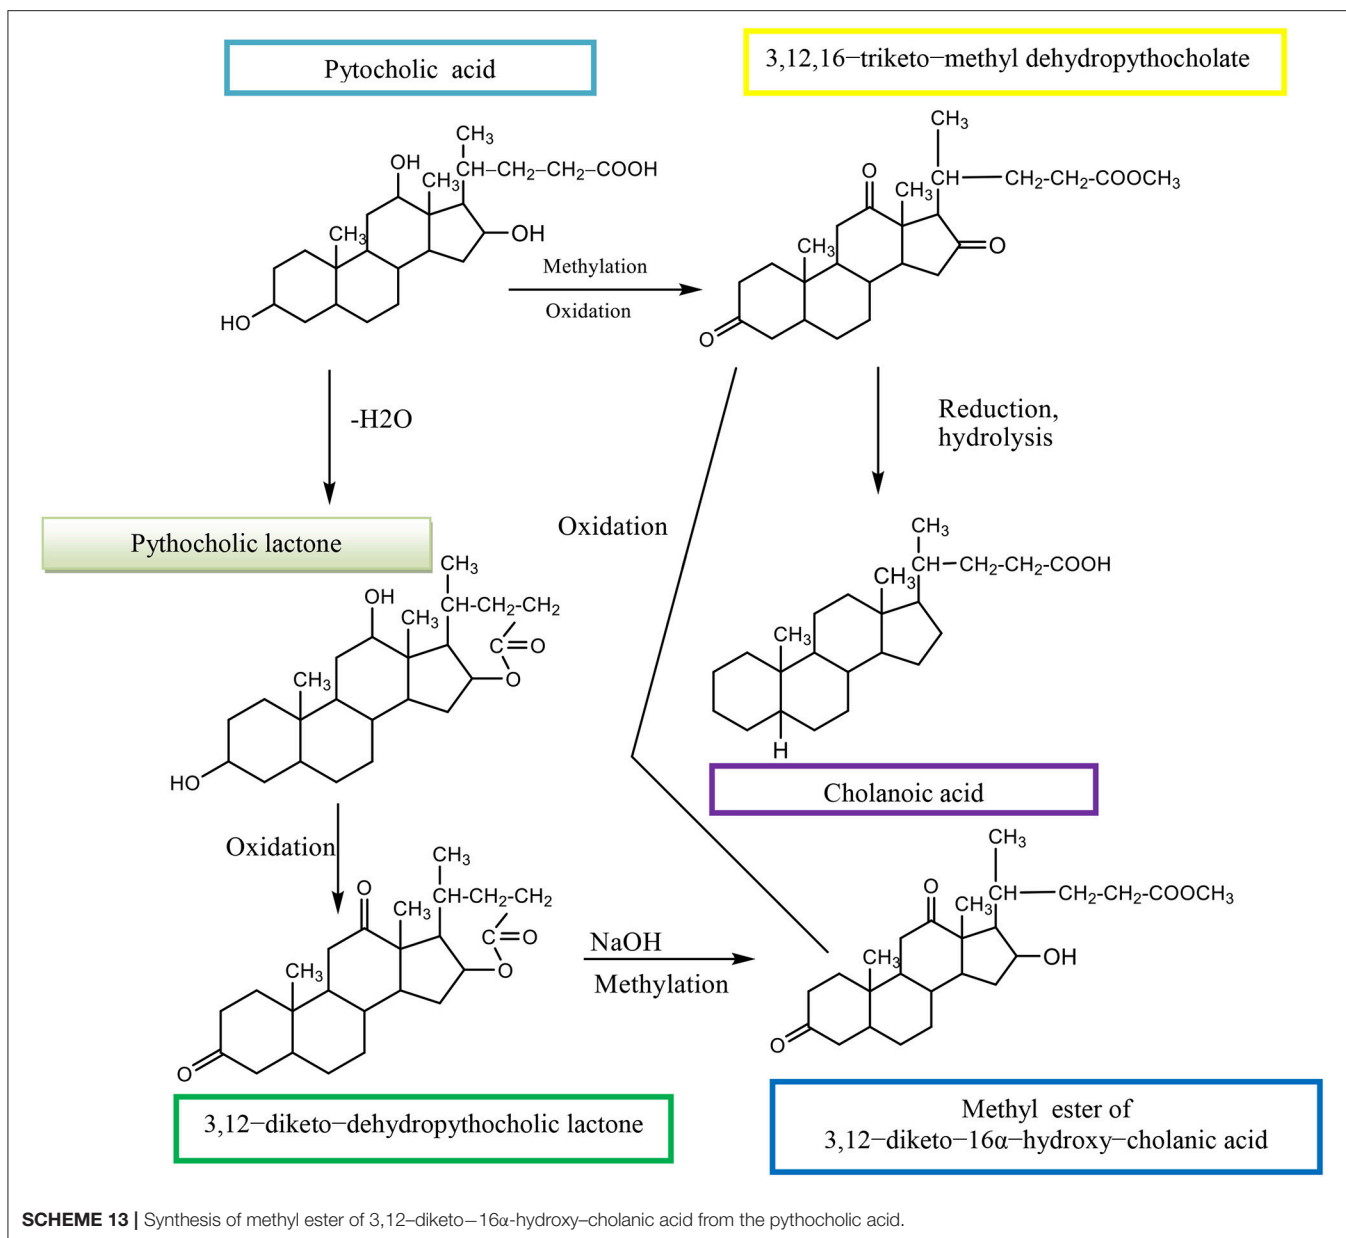 Pytocholic acid
3,12,16−triketo−methyl dehydropythocholate
CH3
OH
CH3
CH−CH2−CH2−COOH
CH3
OH
HO
Methylation
Oxidation
CH3
O
CH3
CH
CH2-CH2-COOCH3
CH3
O
O
-H2O
Reduction,
hydrolysis
Oxidation
Pythocholic lactone
CH3
OH
CH3
CH-CH2-CH2
C=O
CH3
O
HO
CH3
CH3
CH−CH2-CH2-COOH
CH3
H
Cholanoic acid
Oxidation
CH3
O
CH3
CH-CH2-CH2
C=O
CH3
O
O
NaOH
Methylation
CH3
O
CH3
CH
CH2-CH2-COOCH3
CH3
OH
O
3,12−diketo−dehydropythocholic lactone
Methyl ester of
3,12−diketo−16α−hydroxy−cholanic acid
SCHEME 13 | Synthesis of methyl ester of 3,12–diketo−16α-hydroxy–cholanic acid from the pythocholic acid.